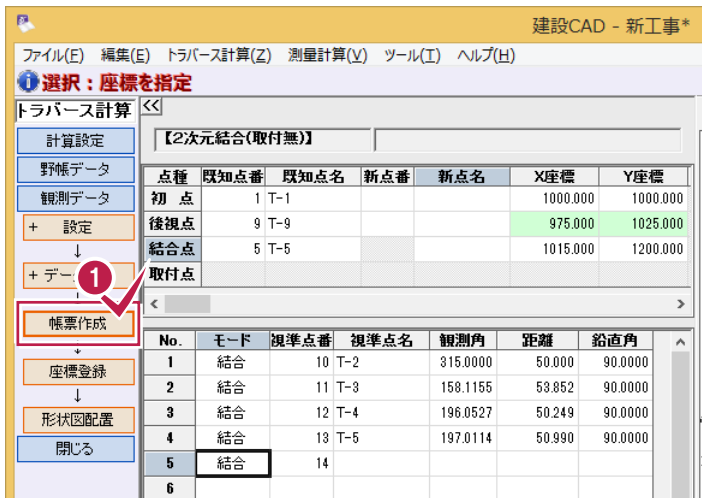 建設CAD - 新工事*
ファイル(F) 編集(E) トラバース計算(Z) 測量計算(V) ツール(T) ヘルプ(H)
選択：座標を指定
トラバース計算
<<
計算設定
野帳データ
観測データ
+ 設定
↓
+ デー
1
帳票作成
↓
座標登録
↓
形状図配置
閉じる
【2次元結合(取付無)】
点種 既知点番 既知点名 新点番 新点名 X座標 Y座標
初 点 1 T-1 1000.000 1000.000
後視点 9 T-9 975.000 1025.000
結合点 5 T-5 1015.000 1200.000
取付点
No. モード 視準点番 視準点名 観測角 距離 鉛直角
1 結合 10 T-2 315.0000 50.000 90.0000
2 結合 11 T-3 158.1155 53.852 90.0000
3 結合 12 T-4 196.0527 50.249 90.0000
4 結合 13 T-5 197.0114 50.990 90.0000
5 結合 14
6